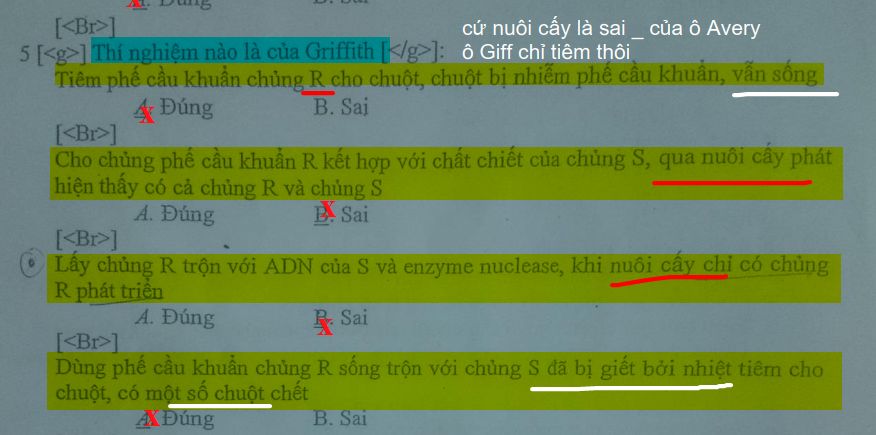 X
A. Đúng
[<Br>]
cứ nuôi cấy là sai _ của ô Avery
5 [<g>] Thí nghiệm nào là của Griffith [</g>]:
ô Giff chỉ tiêm thôi
Tiêm phế cầu khuẩn chủng R cho chuột, chuột bị nhiễm phế cầu khuẩn, vẫn sống
A. Đúng B. Sai
X
[<Br>]
Cho chủng phế cầu khuẩn R kết hợp với chất chiết của chủng S, qua nuôi cấy phát
hiện thấy có cả chủng R và chủng S
A. Đúng B. Sai
X
[<Br>]
Lấy chủng R trộn với ADN của S và enzyme nuclease, khi nuôi cấy chỉ có chủng
R phát triển
A. Đúng B. Sai
X
[<Br>]
Dùng phế cầu khuẩn chủng R sống trộn với chủng S đã bị giết bởi nhiệt tiêm cho
chuột, có một số chuột chết
A. Đúng B. Sai
X